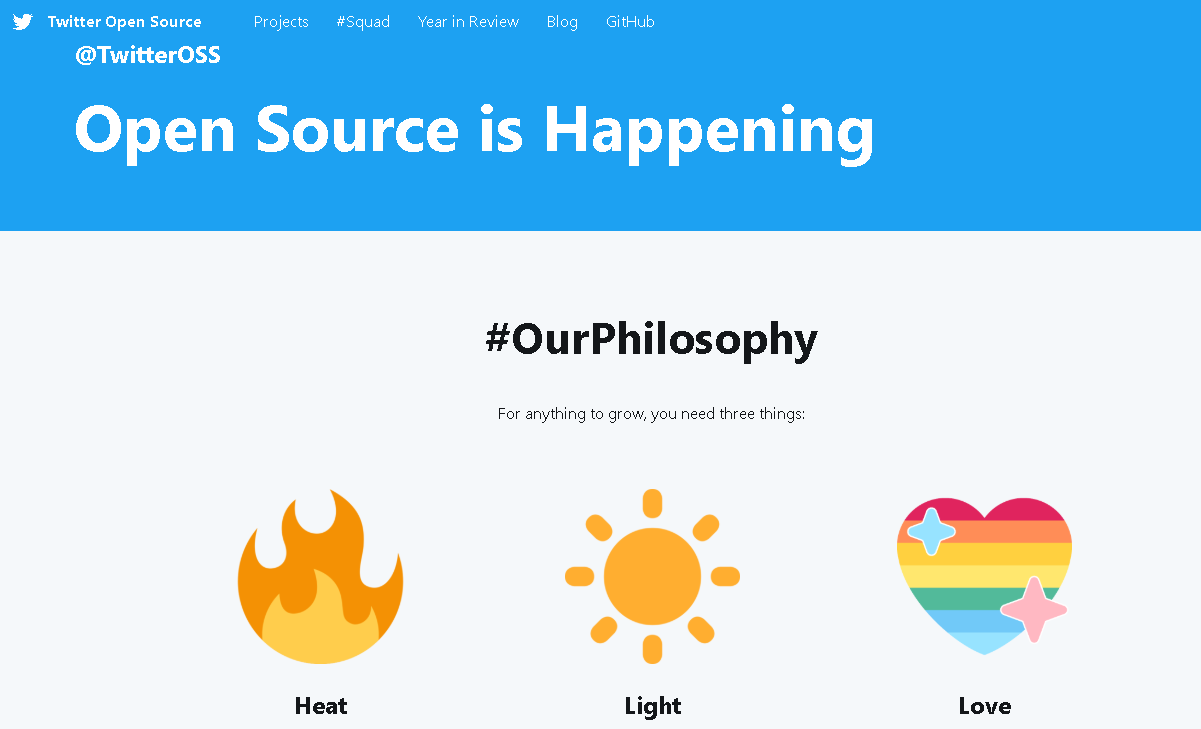 Twitter Open Source Projects #Squad Year in Review Blog GitHub
@TwitterOSS
Open Source is Happening
#OurPhilosophy
For anything to grow, you need three things:
Heat Light Love